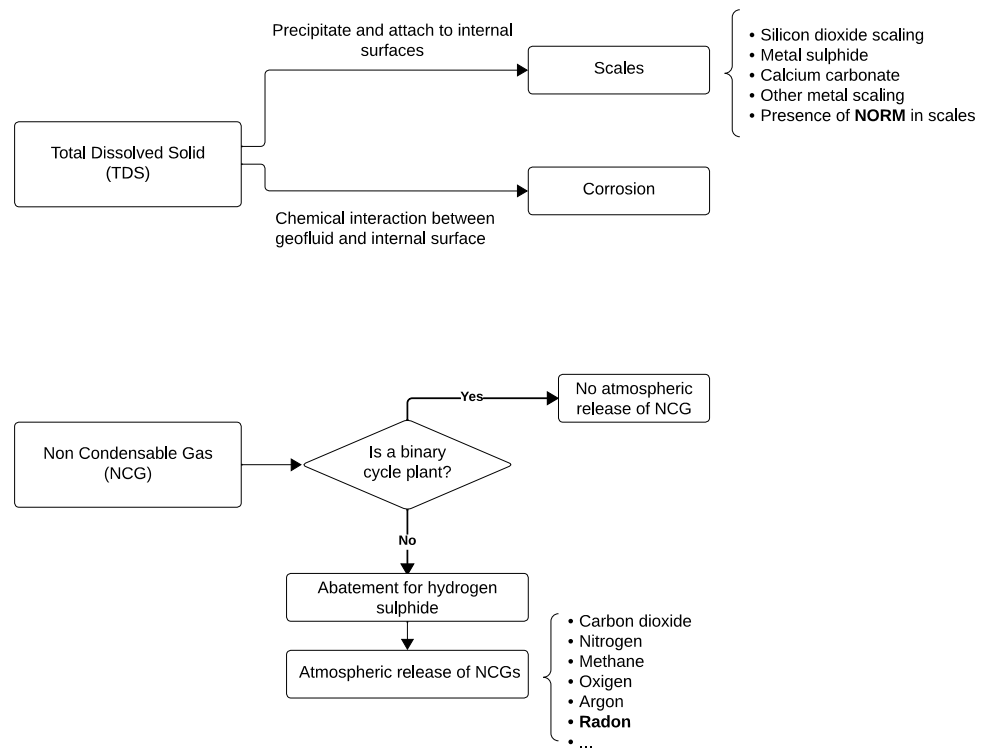 Precipitate and attach to internal
surfaces
Scales
• Silicon dioxide scaling
• Metal sulphide
• Calcium carbonate
• Other metal scaling
• Presence of NORM in scales
Total Dissolved Solid
(TDS)
Corrosion
Chemical interaction between
geofluid and internal surface
Yes
No atmospheric
release of NCG
Non Condensable Gas
(NCG)
Is a binary
cycle plant?
No
Abatement for hydrogen
sulphide
Atmospheric release of NCGs
• Carbon dioxide
• Nitrogen
• Methane
• Oxigen
• Argon
• Radon
• ...